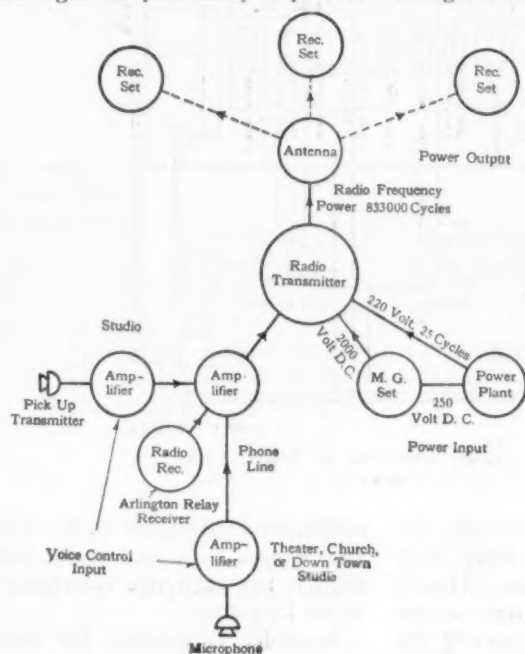 Rec.
Set
Rec.
Set
Rec.
Set
Antenna
Power Output
Radio Frequency
Power 833000 Cycles
Radio
Transmitter
220 Volt, 25 Cycles
2000
Volt D.C.
Studio
Amp-
lifier
Amp-
lifier
M. G.
Set
Power
Plant
250
Volt D. C.
Pick Up
Transmitter
Power Input
Radio
Rec.
Phone
Line
Arlington Relay
Receiver
Voice Control
Input
Amp-
lifier
Theater, Church,
or Down Town
Studio
Microphone